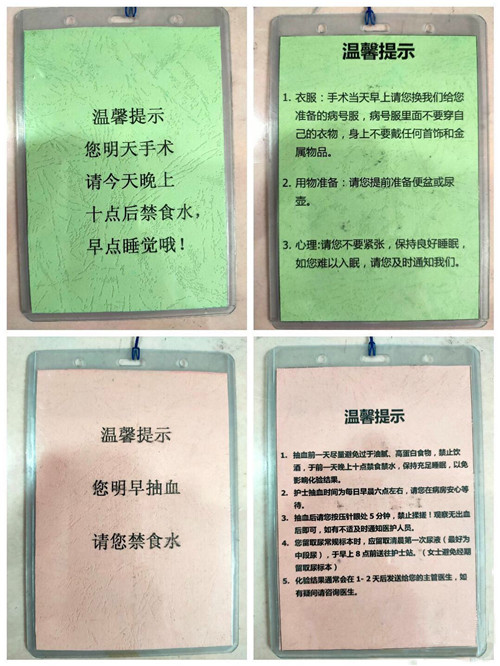 温馨提示
您明天手术
请今天晚上
十点后禁食水，
早点睡觉哦！
温馨提示
1. 衣服：手术当天早上请您换我们给您
准备的病号服，病号服里面不要穿自
己的衣物，身上不要戴任何首饰和金
属物品。
2. 用物准备：请您提前准备便盆或尿
壶。
3. 心理:请您不要紧张，保持良好睡眠，
如您难以入眠，请您及时通知我们。
温馨提示
您明早抽血
请您禁食水
温馨提示
1. 抽血前一天尽量避免过于油腻、高蛋白食物，禁止饮
酒，于前一天晚上十点禁食禁水，保持充足睡眠，以免
影响化验结果。
2. 护士抽血时间为每日早晨六点左右，请您在病房安心等
待。
3. 抽血后请您按压针眼处 5 分钟，禁止揉搓！观察无出血
后即可，如有不适及时通知医护人员。
4. 您留取尿常规标本时，应留取清晨第一次尿液（最好为
中段尿），于早上 8 点前送往护士站。（女士避免经期
留取尿标本）
5. 化验结果通常会在 1- 2 天后发送给您的主管医生，如
有疑问请咨询医生。